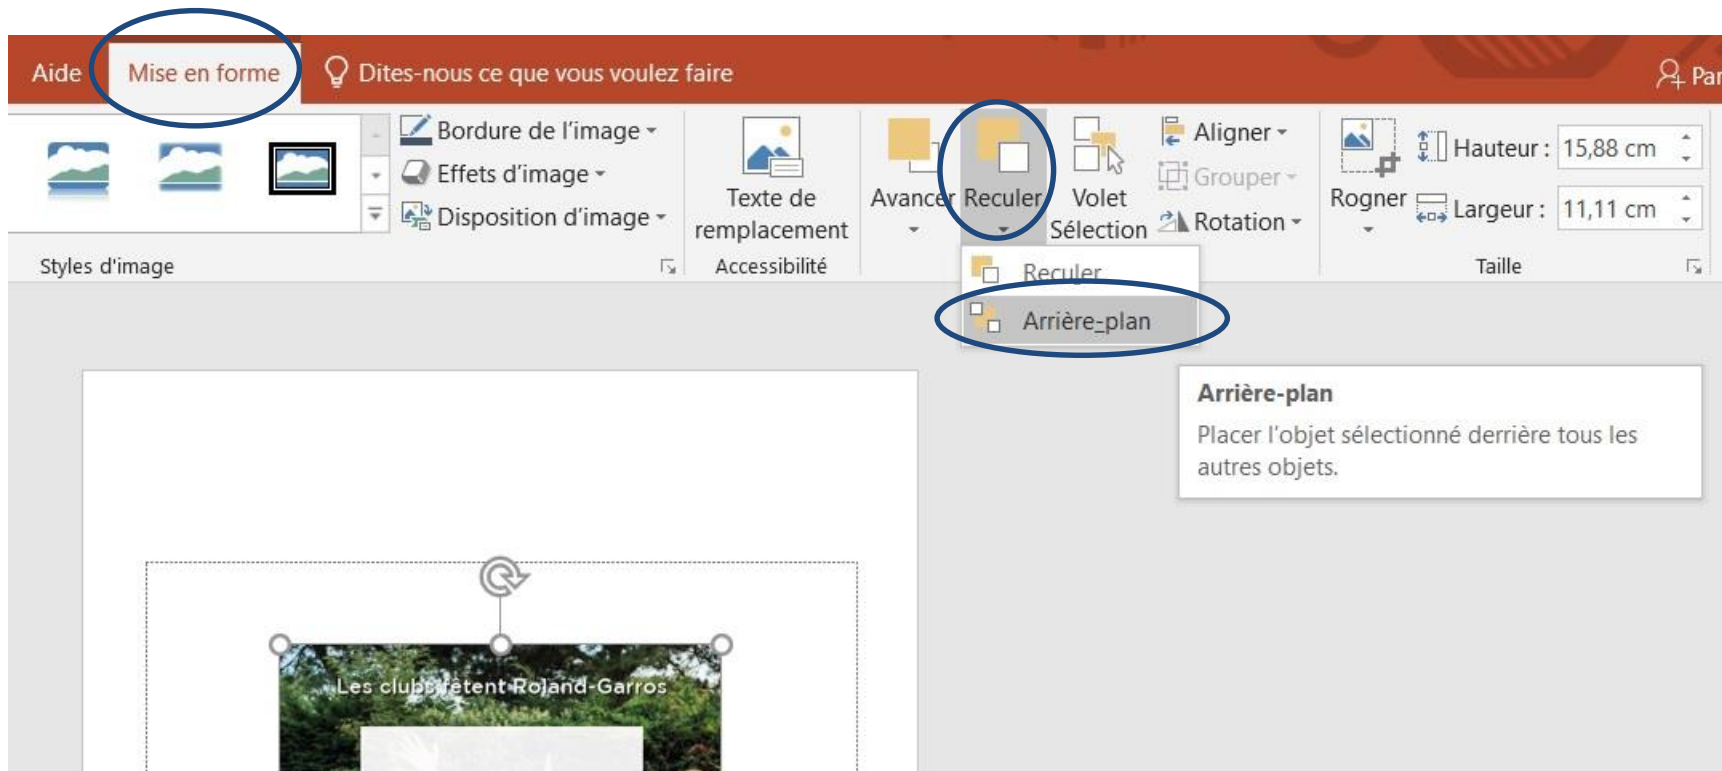 Aide Mise en forme Dites-nous ce que vous voulez faire
Bordure de l'image
Effets d'image
Disposition d'image
Styles d'image
Texte de
remplacement
Accessibilité
Avancer Reculer Volet
Sélection
Aligner
Grouper
Rotation
Rogner
Hauteur : 15,88 cm
Largeur : 11,11 cm
Taille
Reculer
Arrière-plan
Arrière-plan
Placer l'objet sélectionné derrière tous les
autres objets.
Les clubs fêtent Roland-Garros